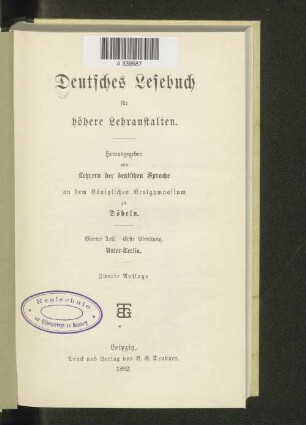 A 339587
Deutsches Lesebuch
für
höhere Lehranstalten.
Herausgegeben
von
Lehrern der deutschen Sprache
an dem Königlichen Realgymnasium
zu
Döbeln.
Vierter Teil. Erste Abteilung.
Unter-Tertia.
Zweite Auflage.
Realschule
Leipzig,
Druck und Verlag von B. G. Teubner.
1892.